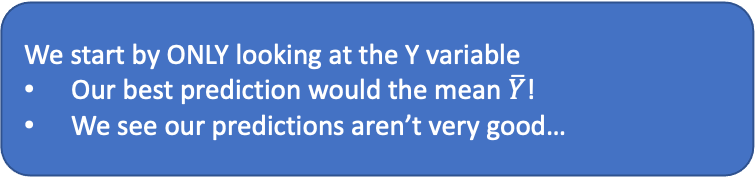 We start by ONLY looking at the Y variable
• Our best prediction would the mean Ȳ!
• We see our predictions aren’t very good…